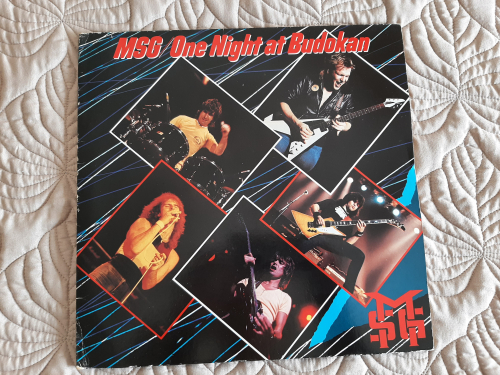 MSG / One Night at Budokan
MSG